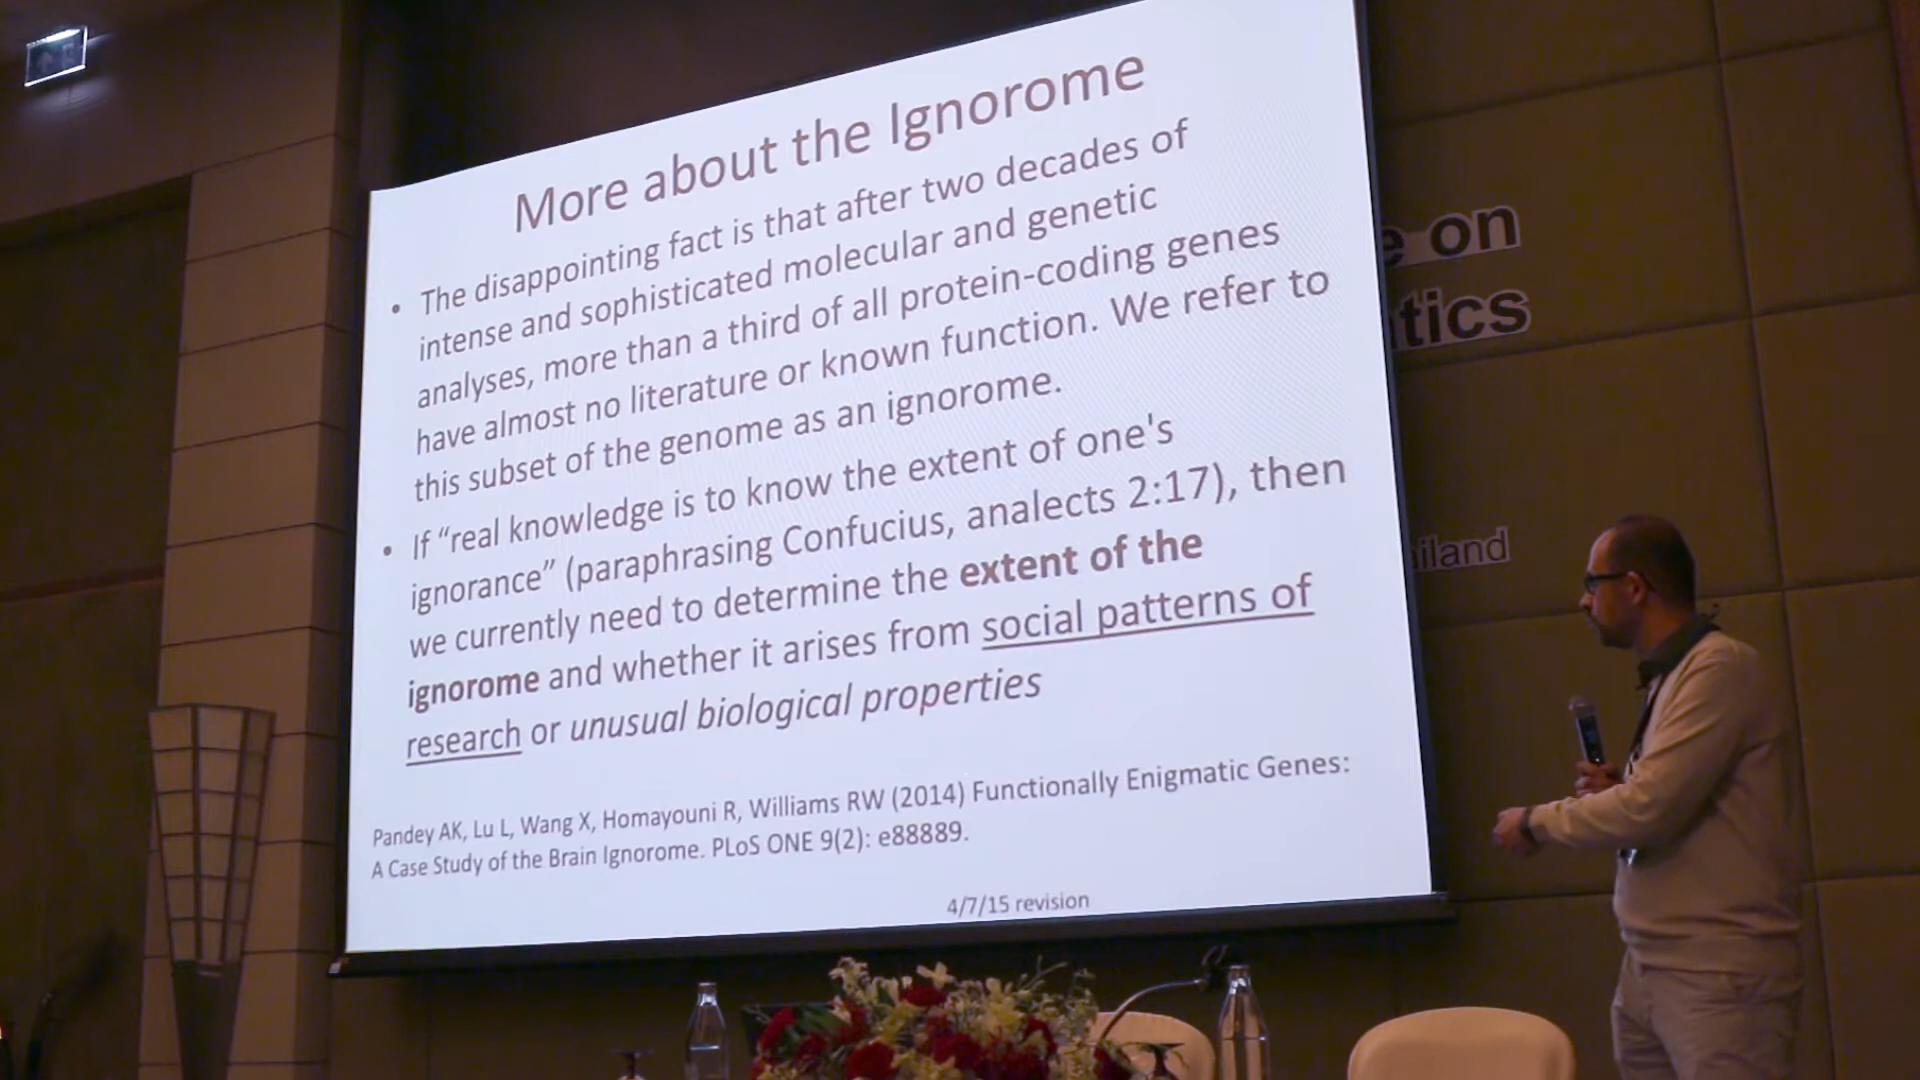 More about the Ignorome
• The disappointing fact is that after two decades of
intense and sophisticated molecular and genetic
analyses, more than a third of all protein-coding genes
have almost no literature or known function. We refer to
this subset of the genome as an ignorome.
• If “real knowledge is to know the extent of one's
ignorance” (paraphrasing Confucius, analects 2:17), then
we currently need to determine the extent of the
ignorome and whether it arises from social patterns of
research or unusual biological properties
Pandey AK, Lu L, Wang X, Homayouni R, Williams RW (2014) Functionally Enigmatic Genes:
A Case Study of the Brain Ignorome. PLoS ONE 9(2): e88889.
4/7/15 revision
e on
tics
iland